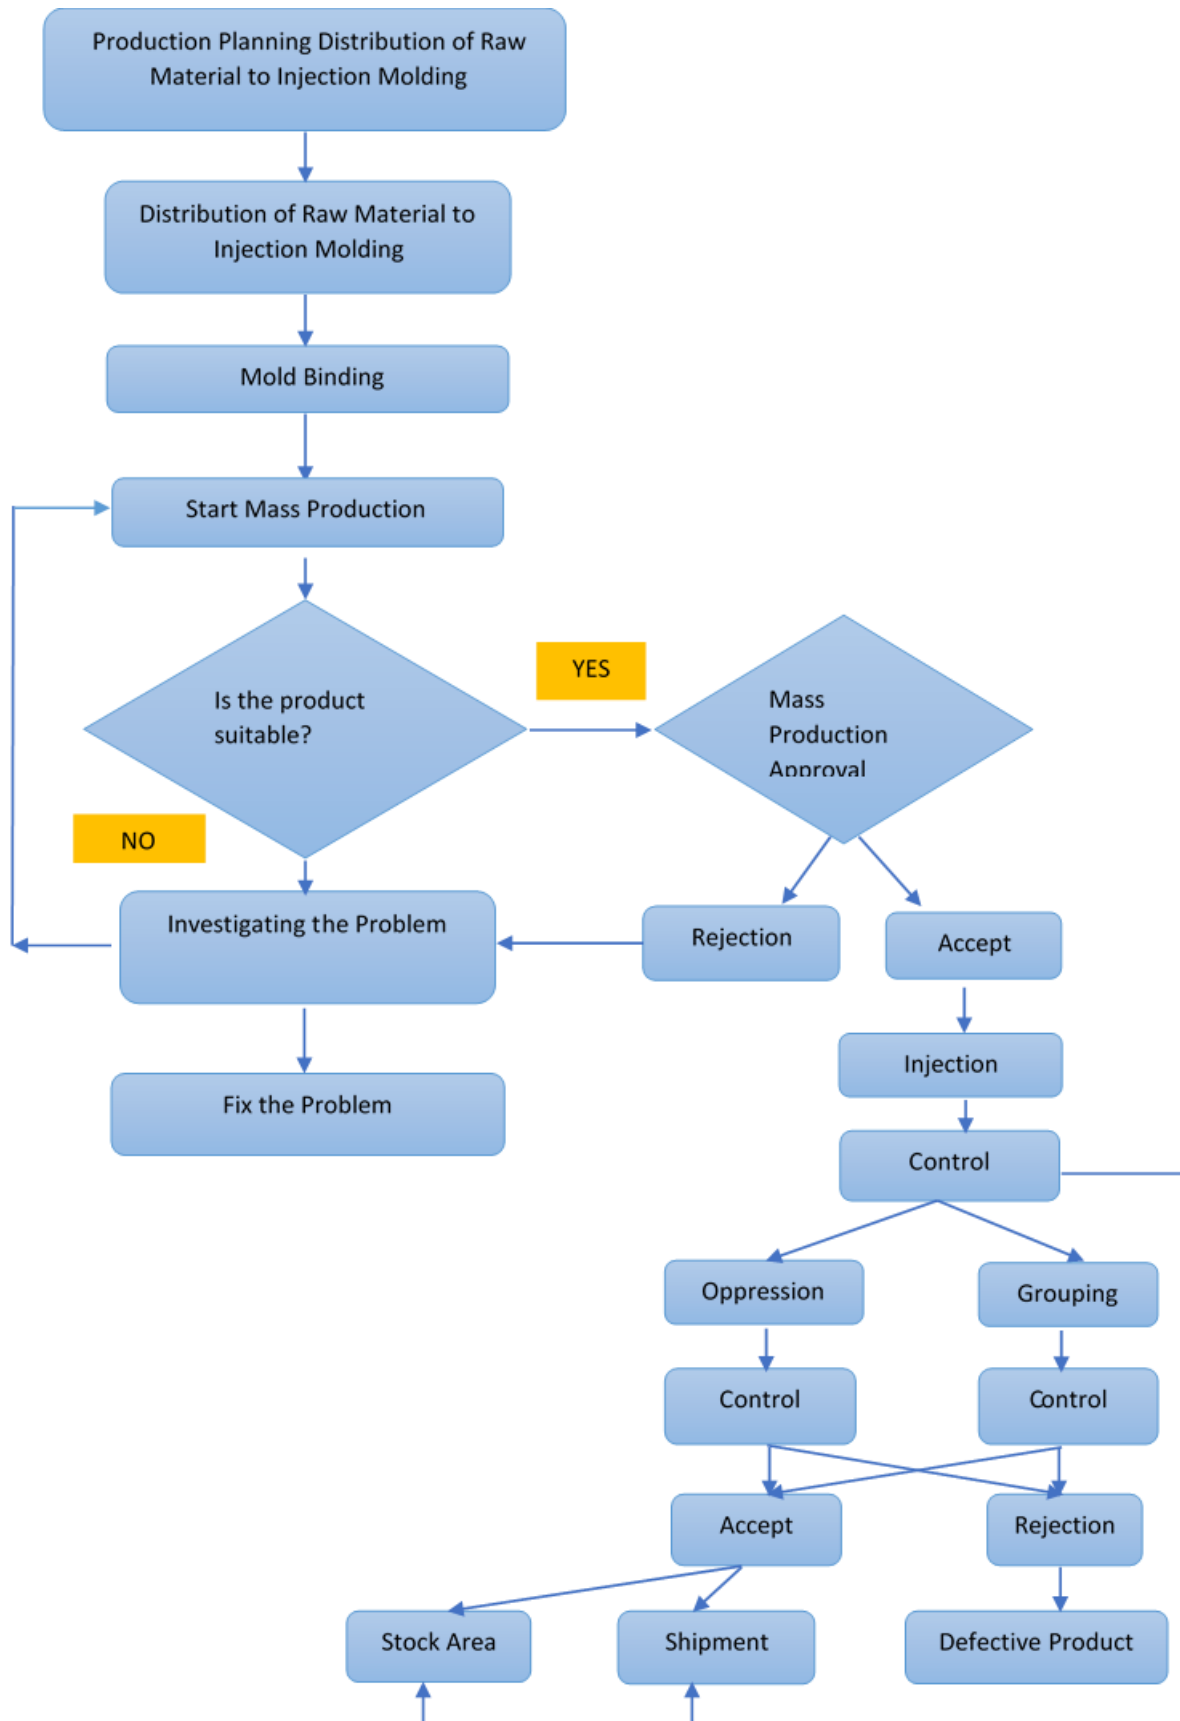 Production Planning Distribution of Raw
Material to Injection Molding
Distribution of Raw Material to
Injection Molding
Mold Binding
Start Mass Production
Is the product
suitable?
YES
Mass
Production
Approval
NO
Investigating the Problem
Rejection
Accept
Fix the Problem
Injection
Control
Oppression
Grouping
Control
Control
Accept
Rejection
Stock Area
Shipment
Defective Product